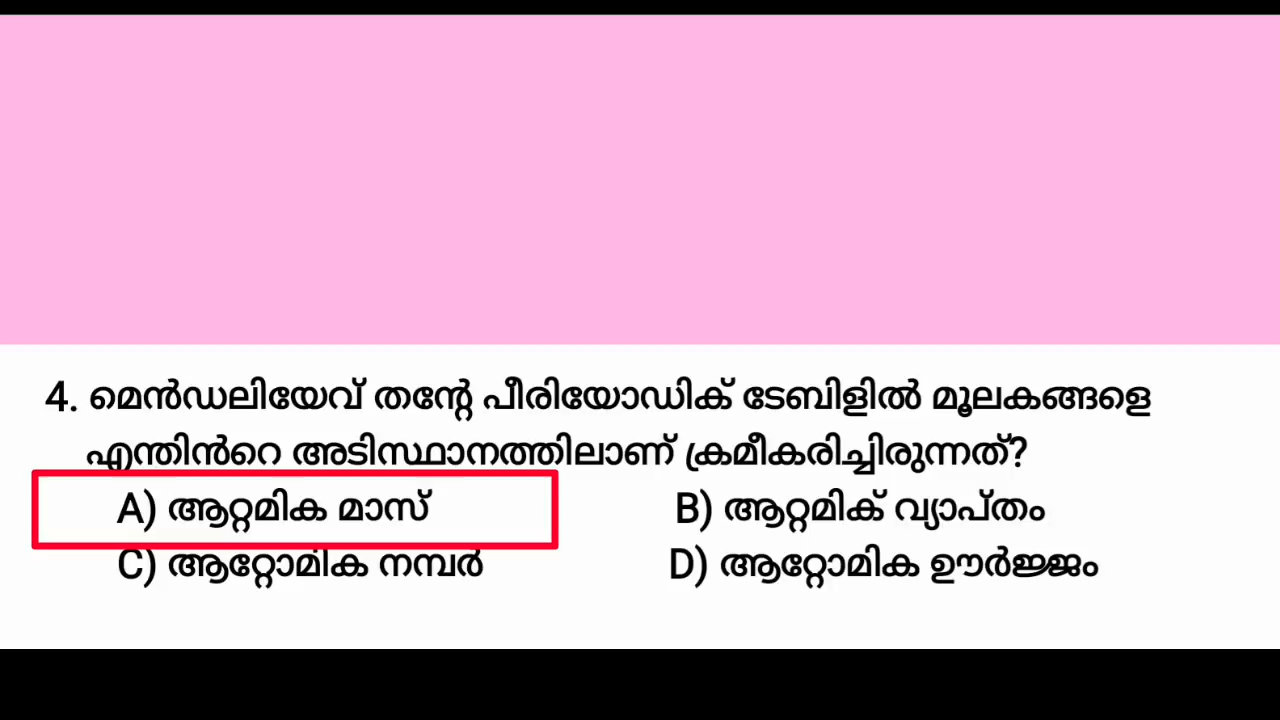 4. മെൻഡലിയേവ് തന്റേ പീരിയോഡിക് ടേബിളിൽ മൂലകങ്ങളെ
എന്തിൻറെ അടിസ്ഥാനത്തിലാണ് ക്രമീകരിച്ചിരുന്നത്?
A) ആറ്റമിക മാസ് B) ആറ്റമിക് വ്യാപ്തം
C) ആറ്റോമിക നമ്പർ D) ആറ്റോമിക ഊർജ്ജം